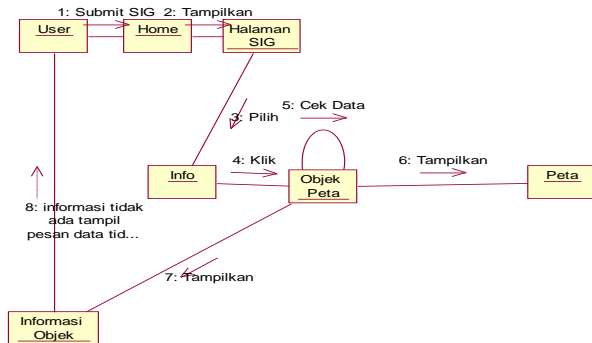 1: Submit SIG
2: Tampilkan
User
Home
Halaman
SIG
3: Pilih
5: Cek Data
Info
4: Klik
Objek
Peta
6: Tampilkan
Peta
8: informasi tidak
ada tampil
pesan data tid...
7: Tampilkan
Informasi
Objek